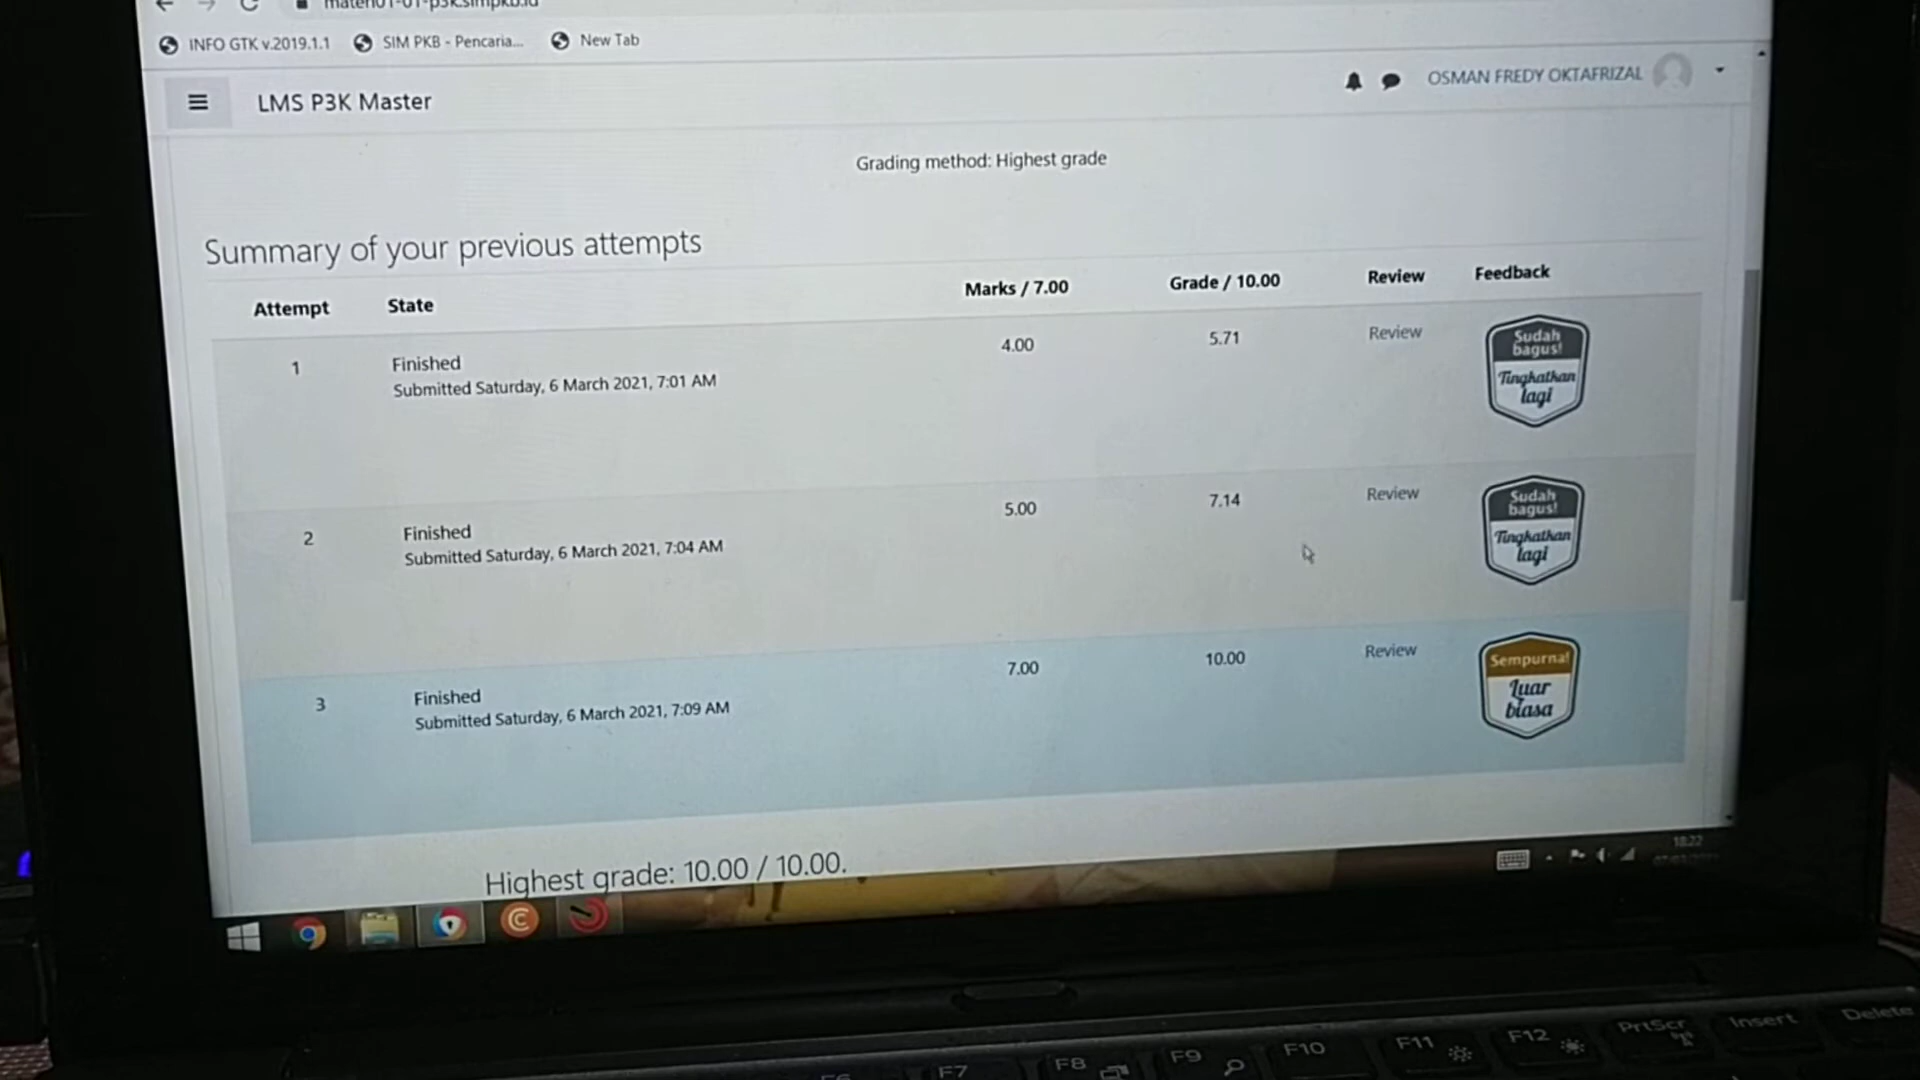 INFO GTK v.2019.1.1 SIM PKB - Pencaria... New Tab
LMS P3K Master OSMAN FREDY OKTAFRIZAL
Grading method: Highest grade
Summary of your previous attempts
Attempt State Marks / 7.00 Grade / 10.00 Review Feedback
1 Finished 4.00 5.71 Review
Submitted Saturday, 6 March 2021, 7:01 AM
Sudah
bagus!
Tingkatkan
lagi
2 Finished 5.00 7.14 Review
Submitted Saturday, 6 March 2021, 7:04 AM
Sudah
bagus!
Tingkatkan
lagi
3 Finished 7.00 10.00 Review
Submitted Saturday, 6 March 2021, 7:09 AM
Sempurna!
Luar
biasa
Highest grade: 10.00 / 10.00.
18:22
F6 F7 F8 F9 F10 F11 F12 PrtScr Insert Delete